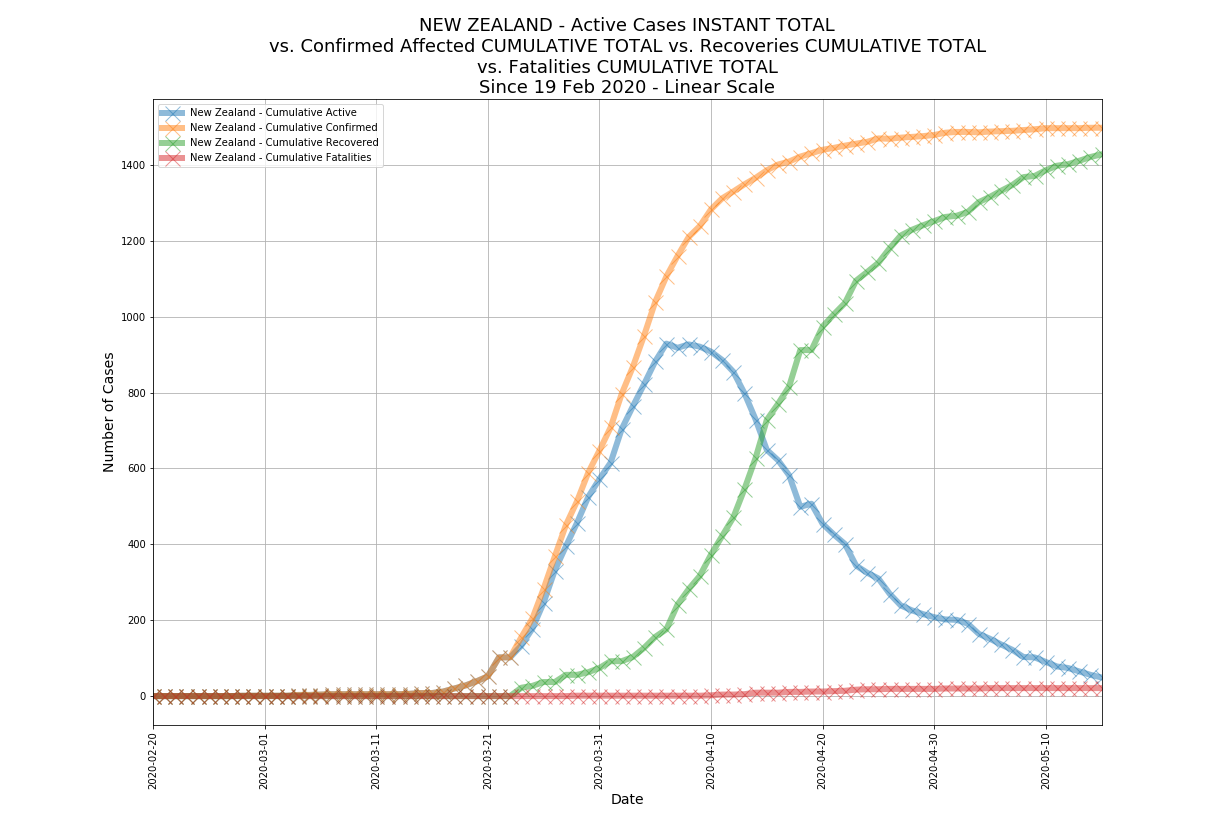 NEW ZEALAND - Active Cases INSTANT TOTAL
vs. Confirmed Affected CUMULATIVE TOTAL vs. Recoveries CUMULATIVE TOTAL
vs. Fatalities CUMULATIVE TOTAL
Since 19 Feb 2020 - Linear Scale
New Zealand - Cumulative Active
New Zealand - Cumulative Confirmed
New Zealand - Cumulative Recovered
New Zealand - Cumulative Fatalities
Number of Cases
1400
1200
1000
800
600
400
200
0
2020-02-20
2020-03-01
2020-03-11
2020-03-21
2020-03-31
2020-04-10
2020-04-20
2020-04-30
2020-05-10
Date